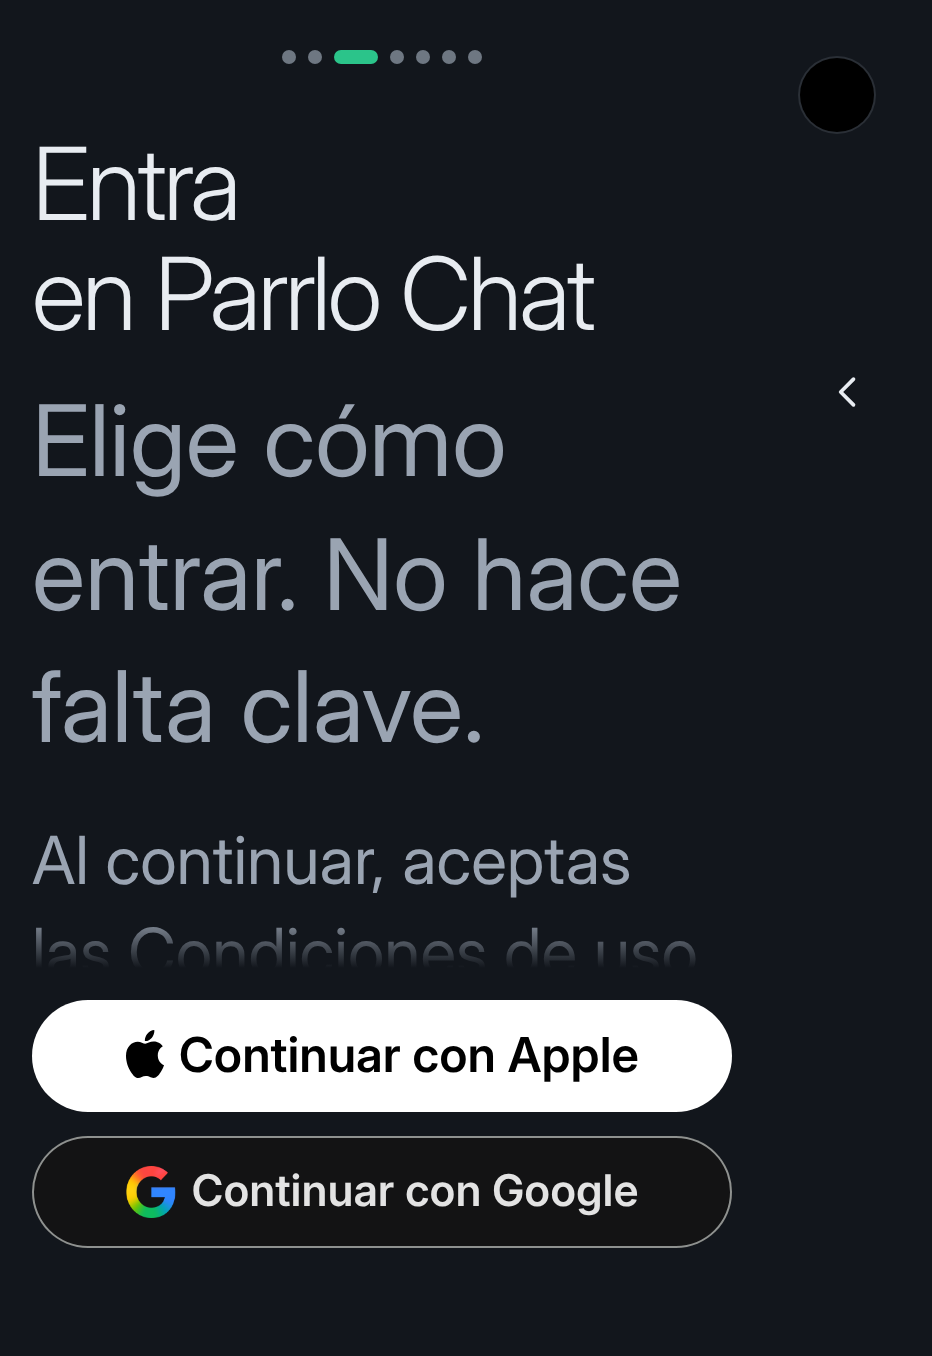 Entra
en Parrlo Chat
Elige cómo
entrar. No hace
falta clave.
Al continuar, aceptas
las Condiciones de uso
Continuar con Apple
Continuar con Google